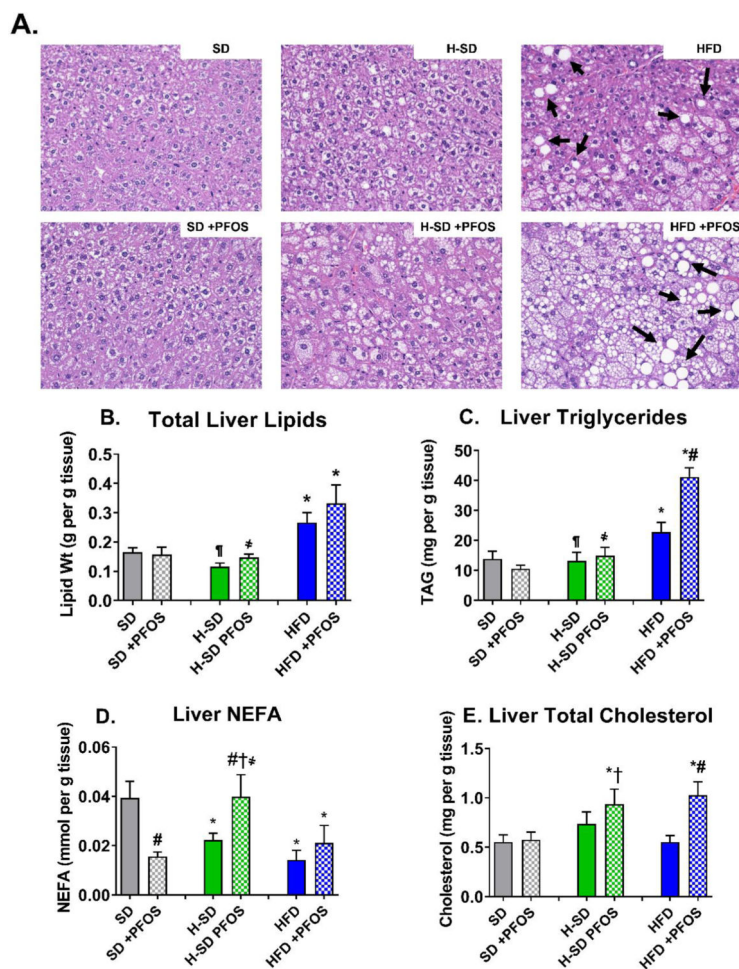 A.
SD
H-SD
HFD
SD +PFOS
H-SD +PFOS
HFD +PFOS
B. Total Liver Lipids
Lipid Wt (g per g tissue)
0.5
0.4
0.3
0.2
0.1
0.0
¶
≠
*
*
SD
SD +PFOS
H-SD
H-SD PFOS
HFD
HFD +PFOS
C. Liver Triglycerides
TAG (mg per g tissue)
50
40
30
20
10
0
¶
≠
*
*#
SD
SD +PFOS
H-SD
H-SD PFOS
HFD
HFD +PFOS
D. Liver NEFA
NEFA (mmol per g tissue)
0.06
0.04
0.02
0.00
#
*
#†≠
*
*
SD
SD +PFOS
H-SD
H-SD PFOS
HFD
HFD +PFOS
E. Liver Total Cholesterol
Cholesterol (mg per g tissue)
1.5
1.0
0.5
0.0
*†
*#
SD
SD +PFOS
H-SD
H-SD PFOS
HFD
HFD +PFOS